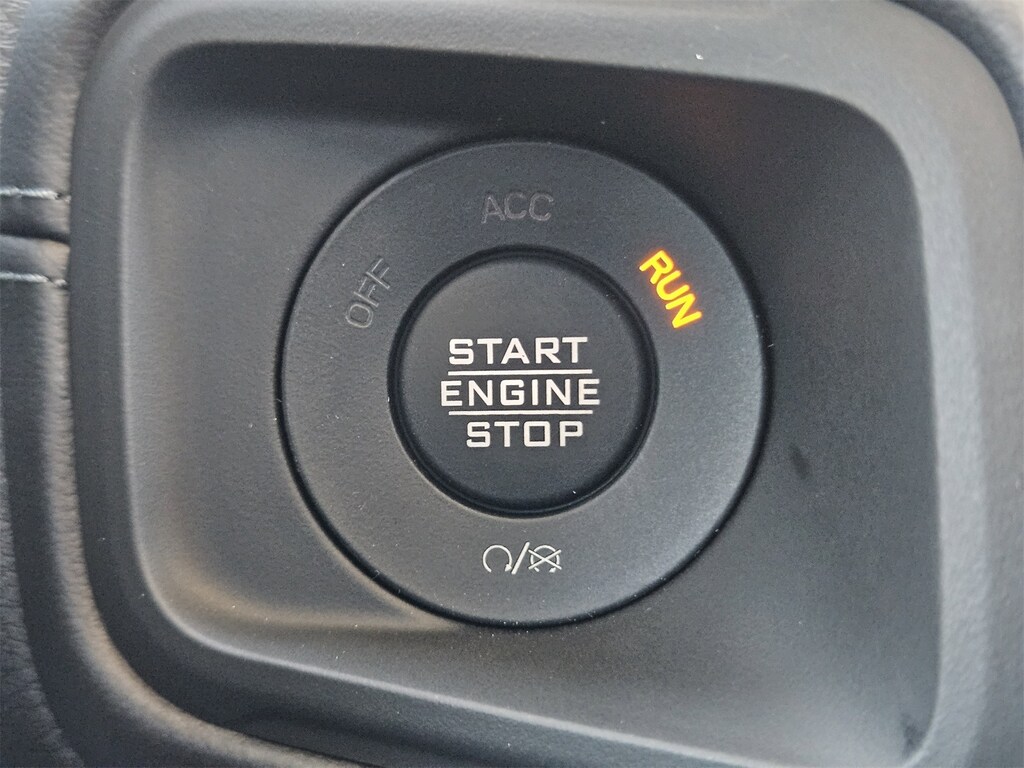 ACC
OFF
RUN
START
ENGINE
STOP